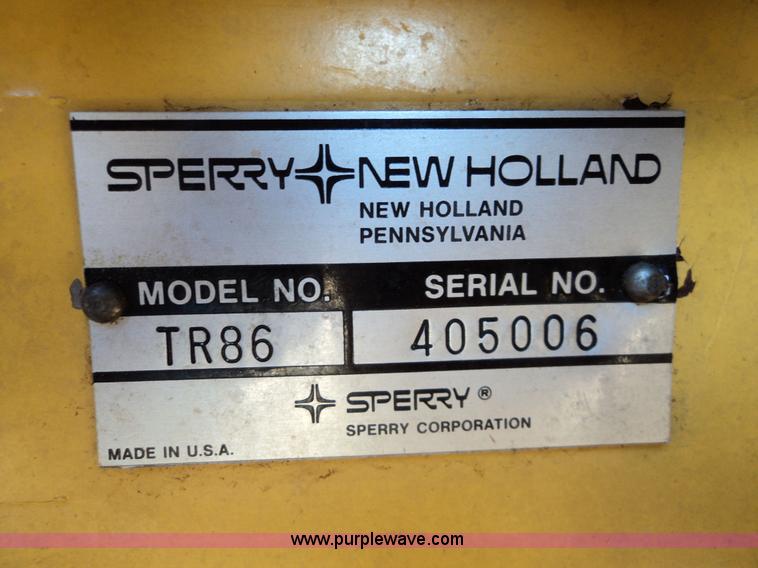 SPERRY NEW HOLLAND
NEW HOLLAND
PENNSYLVANIA
MODEL NO. SERIAL NO.
TR86 405006
SPERRY ®
SPERRY CORPORATION
MADE IN U.S.A.
www.purplewave.com